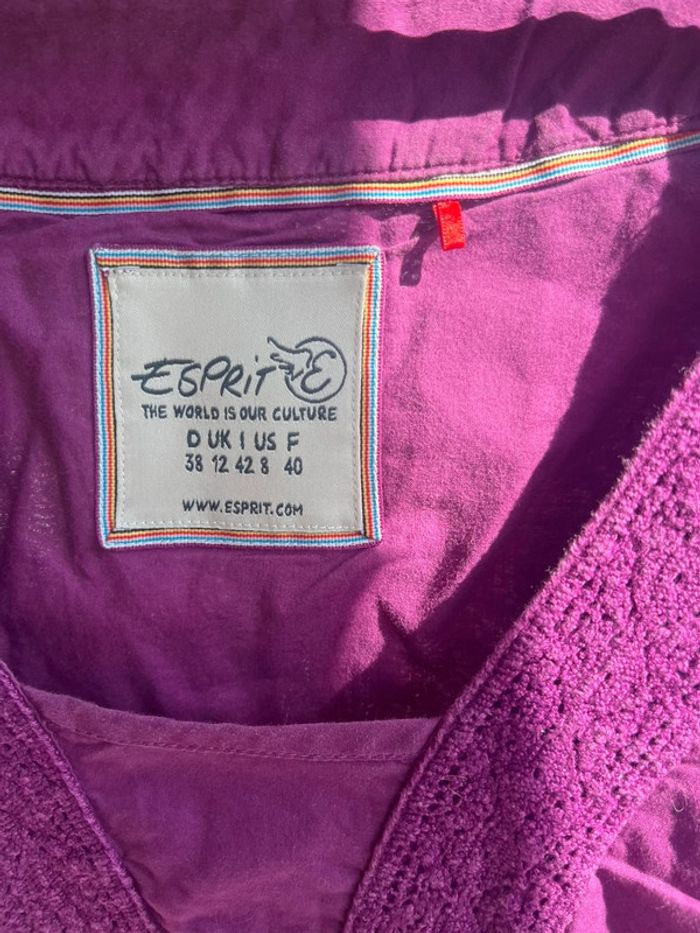 ESPRIT E
THE WORLD IS OUR CULTURE
D UK I US F
38 12 42 8 40
WWW.ESPRIT.COM